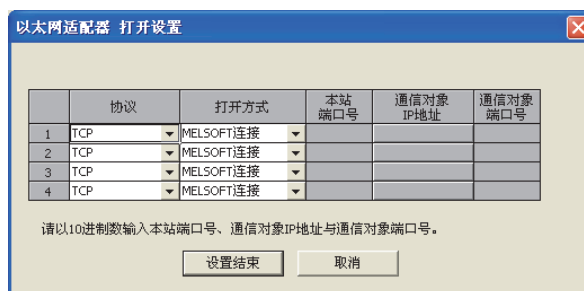 以太网适配器 打开设置
协议 打开方式 本站端口号 通信对象IP地址 通信对象端口号
1 TCP MELSOFT连接
2 TCP MELSOFT连接
3 TCP MELSOFT连接
4 TCP MELSOFT连接
请以10进制数输入本站端口号、通信对象IP地址与通信对象端口号。
设置结束 取消